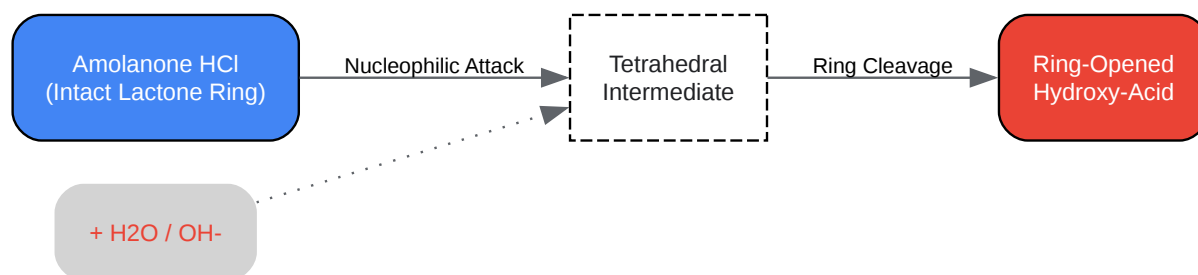 Amolanone HCl
(Intact Lactone Ring)
Nucleophilic Attack
Tetrahedral
Intermediate
Ring Cleavage
Ring-Opened
Hydroxy-Acid
+ H2O / OH-